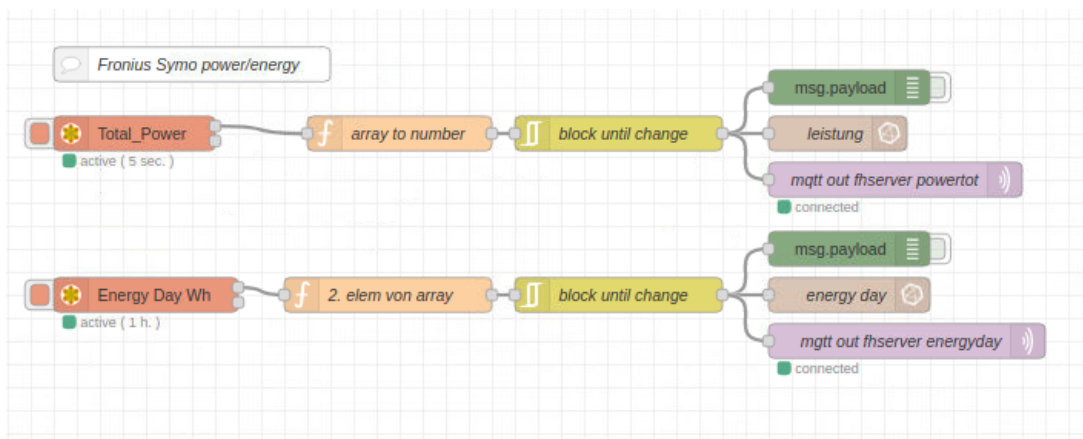 Fronius Symo power/energy
msg.payload
Total_Power
array to number
block until change
leistung
active ( 5 sec. )
mqtt out fhserver powertot
connected
msg.payload
Energy Day Wh
2. elem von array
block until change
energy day
active ( 1 h. )
mgtt out fhserver energyday
connected